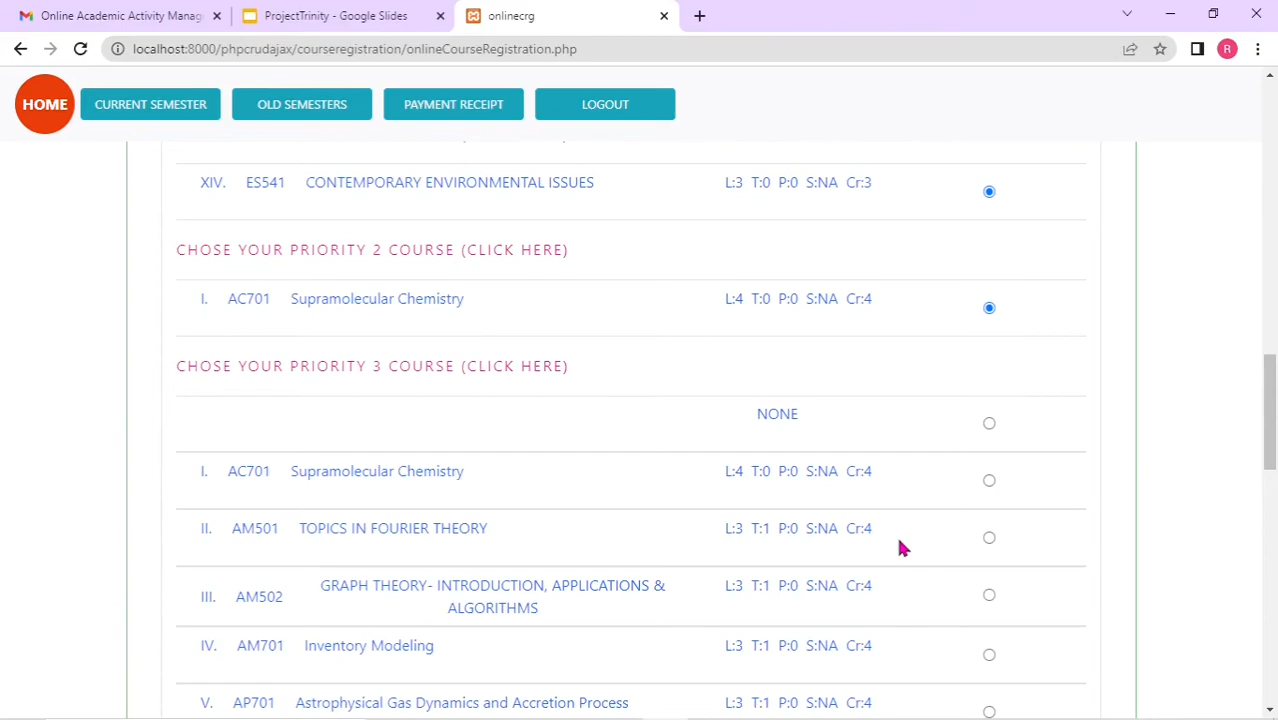 Online Academic Activity Manag
ProjectTrinity - Google Slides
onlinecrg
localhost:8000/phpcrudajax/courseregistration/onlineCourseRegistration.php
R
HOME
CURRENT SEMESTER
OLD SEMESTERS
PAYMENT RECEIPT
LOGOUT
XIV. ES541 CONTEMPORARY ENVIRONMENTAL ISSUES L:3 T:0 P:0 S:NA Cr:3
CHOSE YOUR PRIORITY 2 COURSE (CLICK HERE)
I. AC701 Supramolecular Chemistry L:4 T:0 P:0 S:NA Cr:4
CHOSE YOUR PRIORITY 3 COURSE (CLICK HERE)
NONE
I. AC701 Supramolecular Chemistry L:4 T:0 P:0 S:NA Cr:4
II. AM501 TOPICS IN FOURIER THEORY L:3 T:1 P:0 S:NA Cr:4
III. AM502 GRAPH THEORY- INTRODUCTION, APPLICATIONS & L:3 T:1 P:0 S:NA Cr:4
ALGORITHMS
IV. AM701 Inventory Modeling L:3 T:1 P:0 S:NA Cr:4
V. AP701 Astrophysical Gas Dynamics and Accretion Process L:3 T:1 P:0 S:NA Cr:4